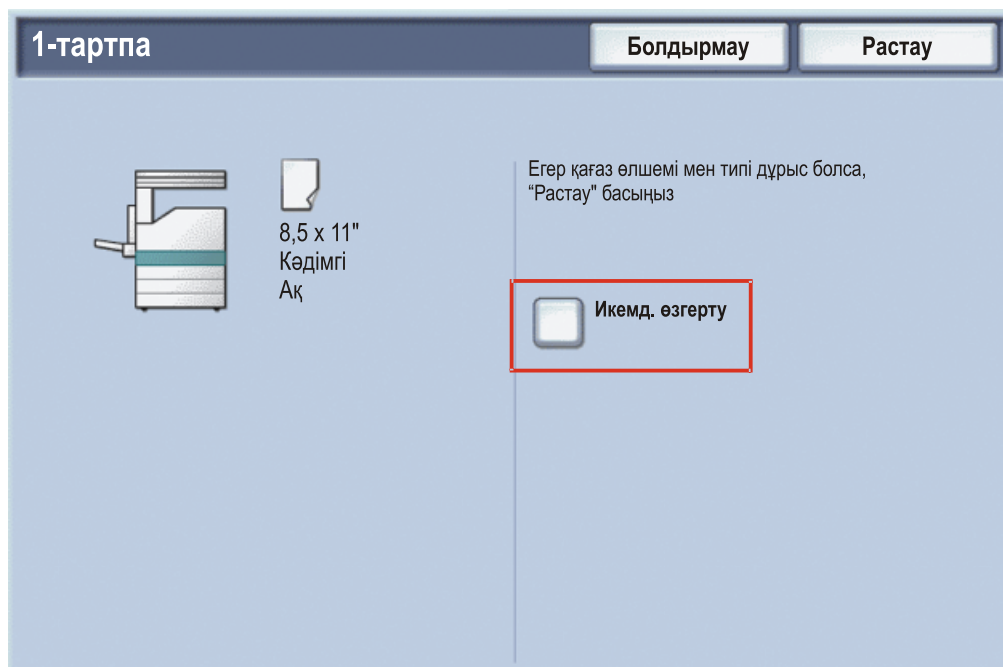 1-тартпа
Болдырмау
Растау
8,5 x 11"
Кәдімгі
Ақ
Егер қағаз өлшемі мен типі дұрыс болса,
“Растау" басыңыз
Икемд. өзгерту